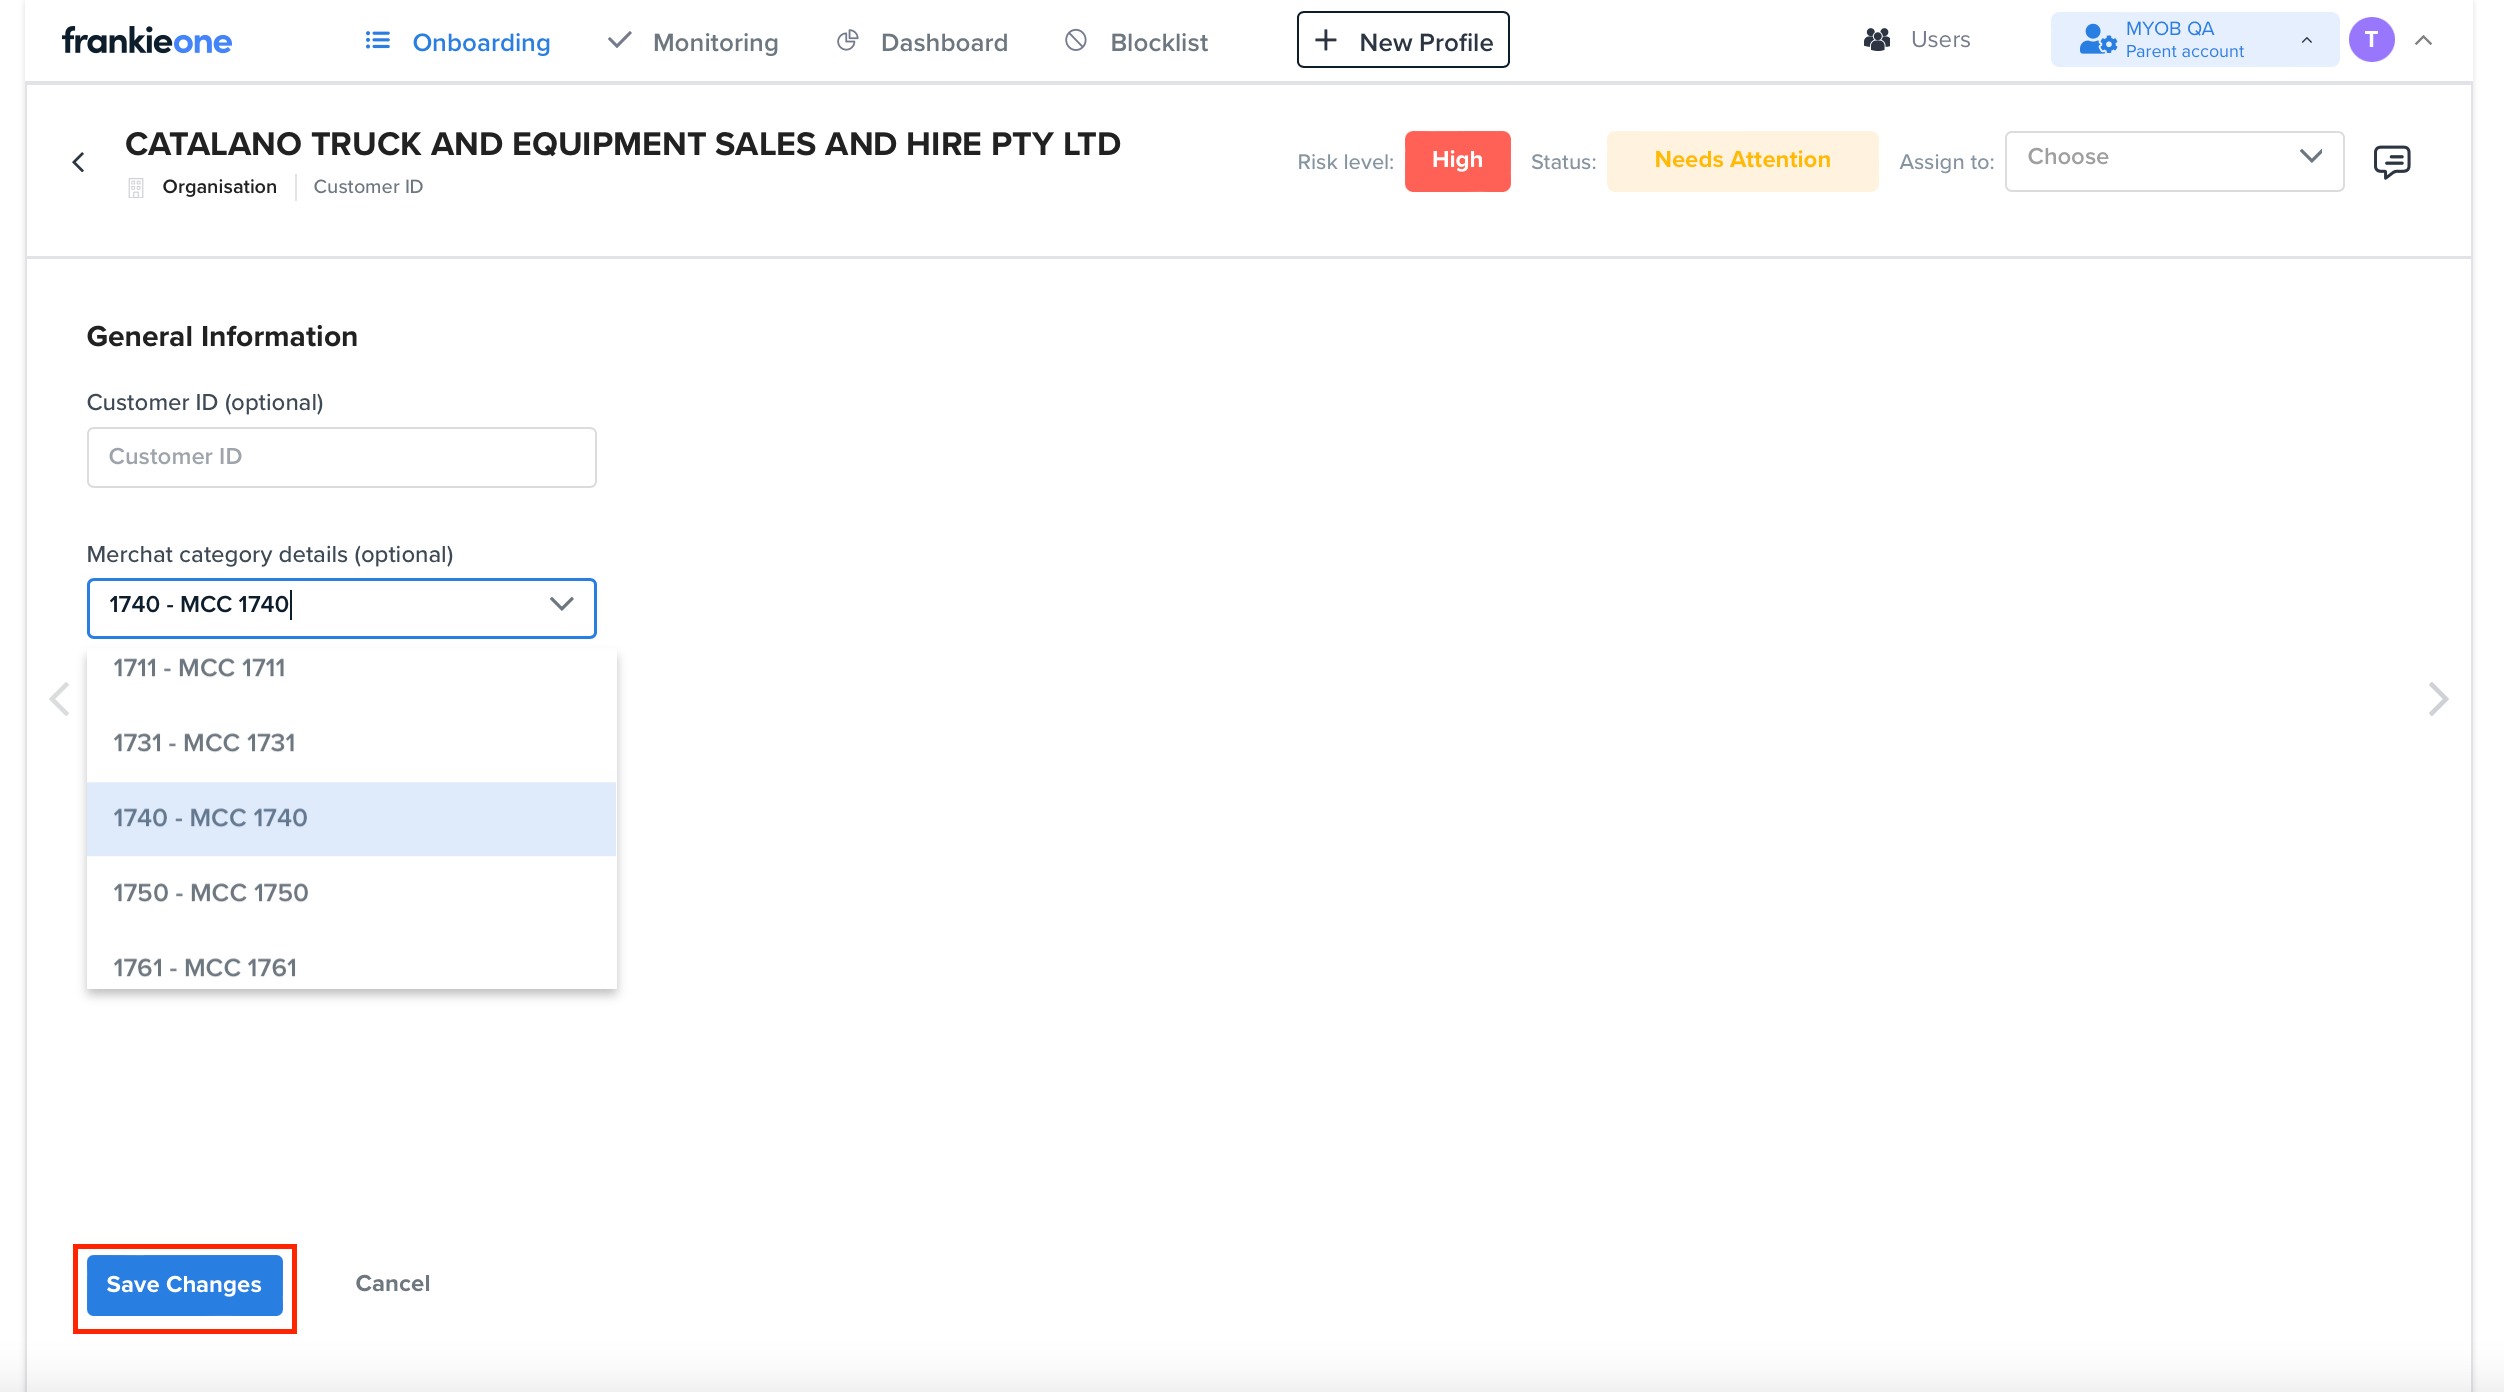 frankieone
Onboarding
Monitoring
Dashboard
Blocklist
+ New Profile
Users
MYOB QA
Parent account
T
CATALANO TRUCK AND EQUIPMENT SALES AND HIRE PTY LTD
Organisation
Customer ID
Risk level:
High
Status:
Needs Attention
Assign to:
Choose
General Information
Customer ID (optional)
Customer ID
Merchat category details (optional)
1740 - MCC 1740
1711 - MCC 1711
1731 - MCC 1731
1740 - MCC 1740
1750 - MCC 1750
1761 - MCC 1761
Save Changes
Cancel